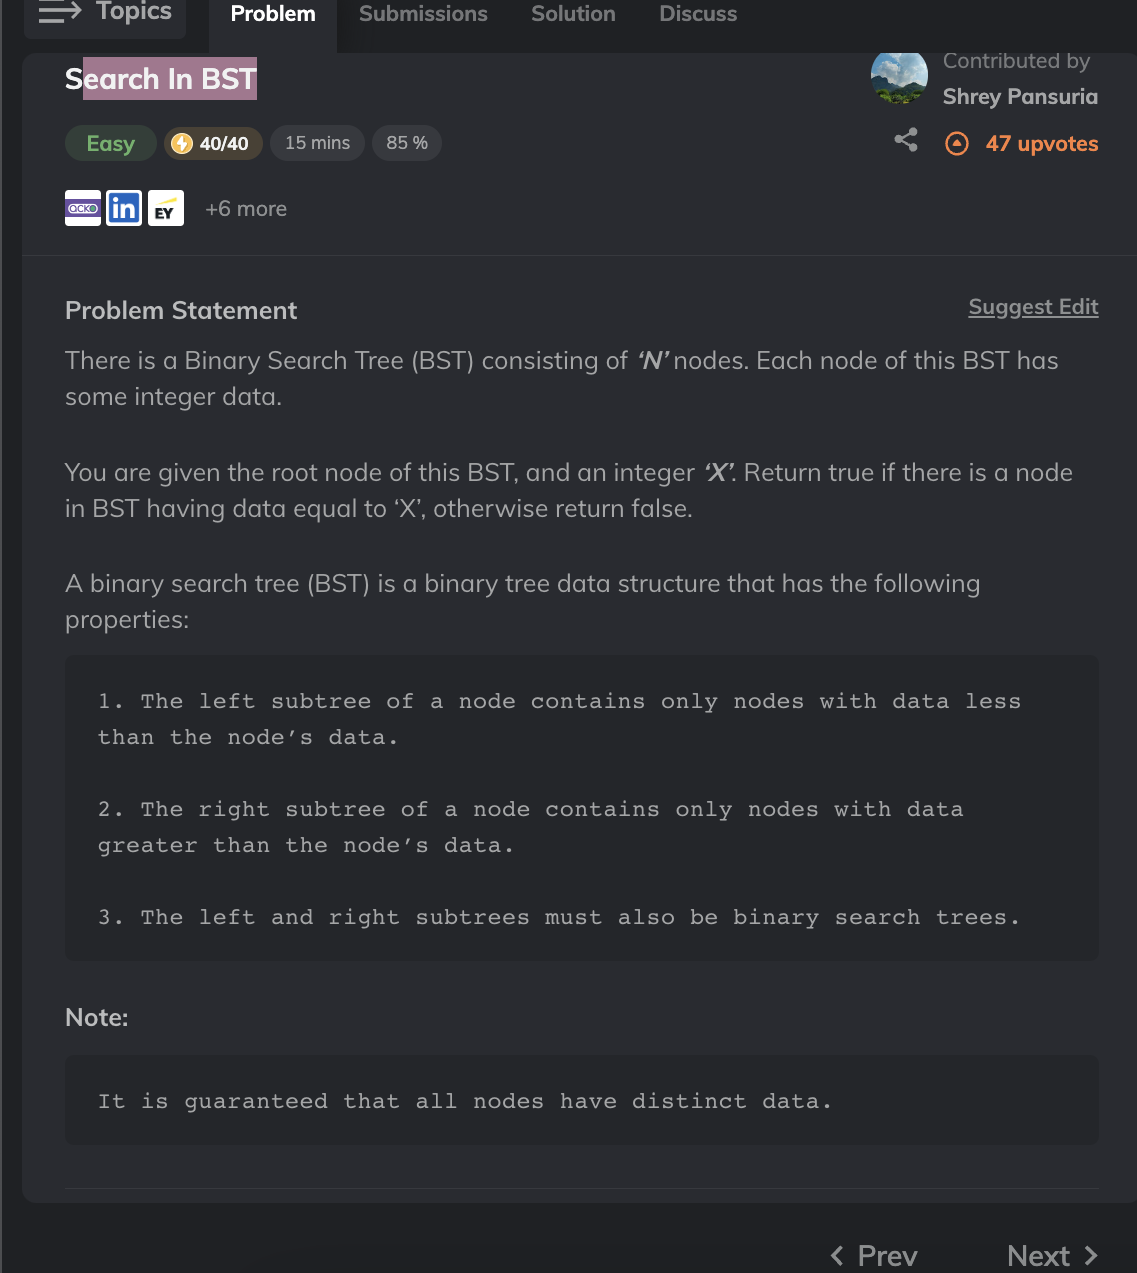 Topics
Problem
Submissions
Solution
Discuss
Search In BST
Contributed by
Shrey Pansuria
Easy
40/40
15 mins
85 %
47 upvotes
ACKO
in
EY
+6 more
Problem Statement
Suggest Edit
There is a Binary Search Tree (BST) consisting of ‘N’ nodes. Each node of this BST has
some integer data.
You are given the root node of this BST, and an integer ‘X’. Return true if there is a node
in BST having data equal to ‘X’, otherwise return false.
A binary search tree (BST) is a binary tree data structure that has the following
properties:
1. The left subtree of a node contains only nodes with data less
than the node’s data.
2. The right subtree of a node contains only nodes with data
greater than the node’s data.
3. The left and right subtrees must also be binary search trees.
Note:
It is guaranteed that all nodes have distinct data.
Prev
Next